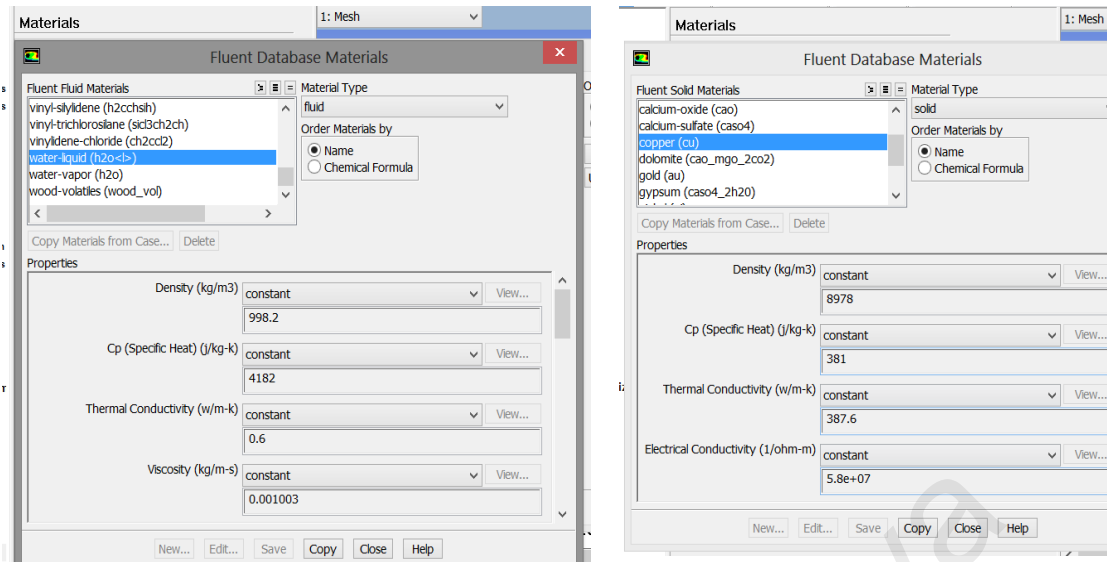 Materials
1: Mesh
Fluent Database Materials
x
Fluent Fluid Materials
Material Type
vinyl-silylidene (h2cchsih)
vinyl-trichlorosilane (sicl3ch2ch)
vinylidene-chloride (ch2ccl2)
water-liquid (h2o<l>)
water-vapor (h2o)
wood-volatiles (wood_vol)
fluid
Order Materials by
Name
Chemical Formula
Copy Materials from Case...
Delete
Properties
Density (kg/m3)
constant
View...
998.2
Cp (Specific Heat) (j/kg-k)
constant
View...
4182
Thermal Conductivity (w/m-k)
constant
View...
0.6
Viscosity (kg/m-s)
constant
View...
0.001003
New...
Edit...
Save
Copy
Close
Help
Materials
1: Mesh
Fluent Database Materials
Fluent Solid Materials
Material Type
calcium-oxide (cao)
calcium-sulfate (caso4)
copper (cu)
dolomite (cao_mgo_2co2)
gold (au)
gypsum (caso4_2h20)
solid
Order Materials by
Name
Chemical Formula
Copy Materials from Case...
Delete
Properties
Density (kg/m3)
constant
View...
8978
Cp (Specific Heat) (j/kg-k)
constant
View...
381
Thermal Conductivity (w/m-k)
constant
View...
387.6
Electrical Conductivity (1/ohm-m)
constant
View...
5.8e+07
New...
Edit...
Save
Copy
Close
Help